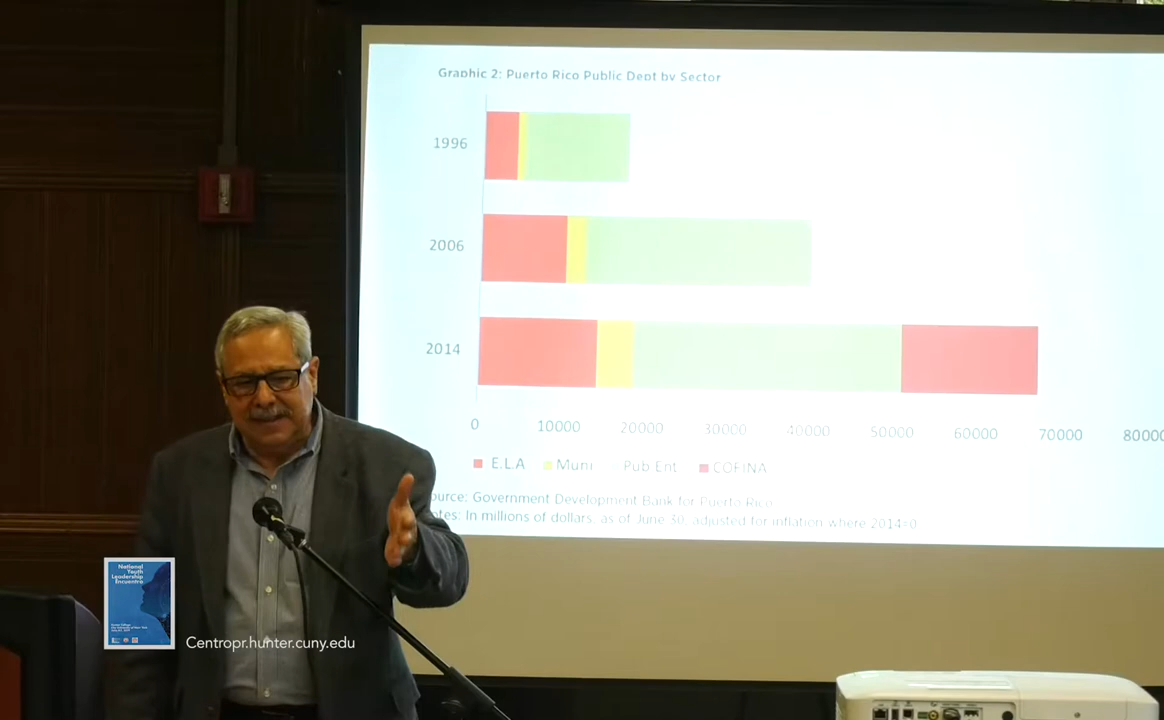 Graphic 2: Puerto Rico Public Dept by Sector
1996
2006
2014
0 10000 20000 30000 40000 50000 60000 70000 80000
E.L.A Muni Pub Ent COFINA
ource: Government Development Bank for Puerto Rico
otes: In millions of dollars, as of June 30, adjusted for inflation where 2014=0
National
Youth
Leadership
Encuentro
Centropr.hunter.cuny.edu